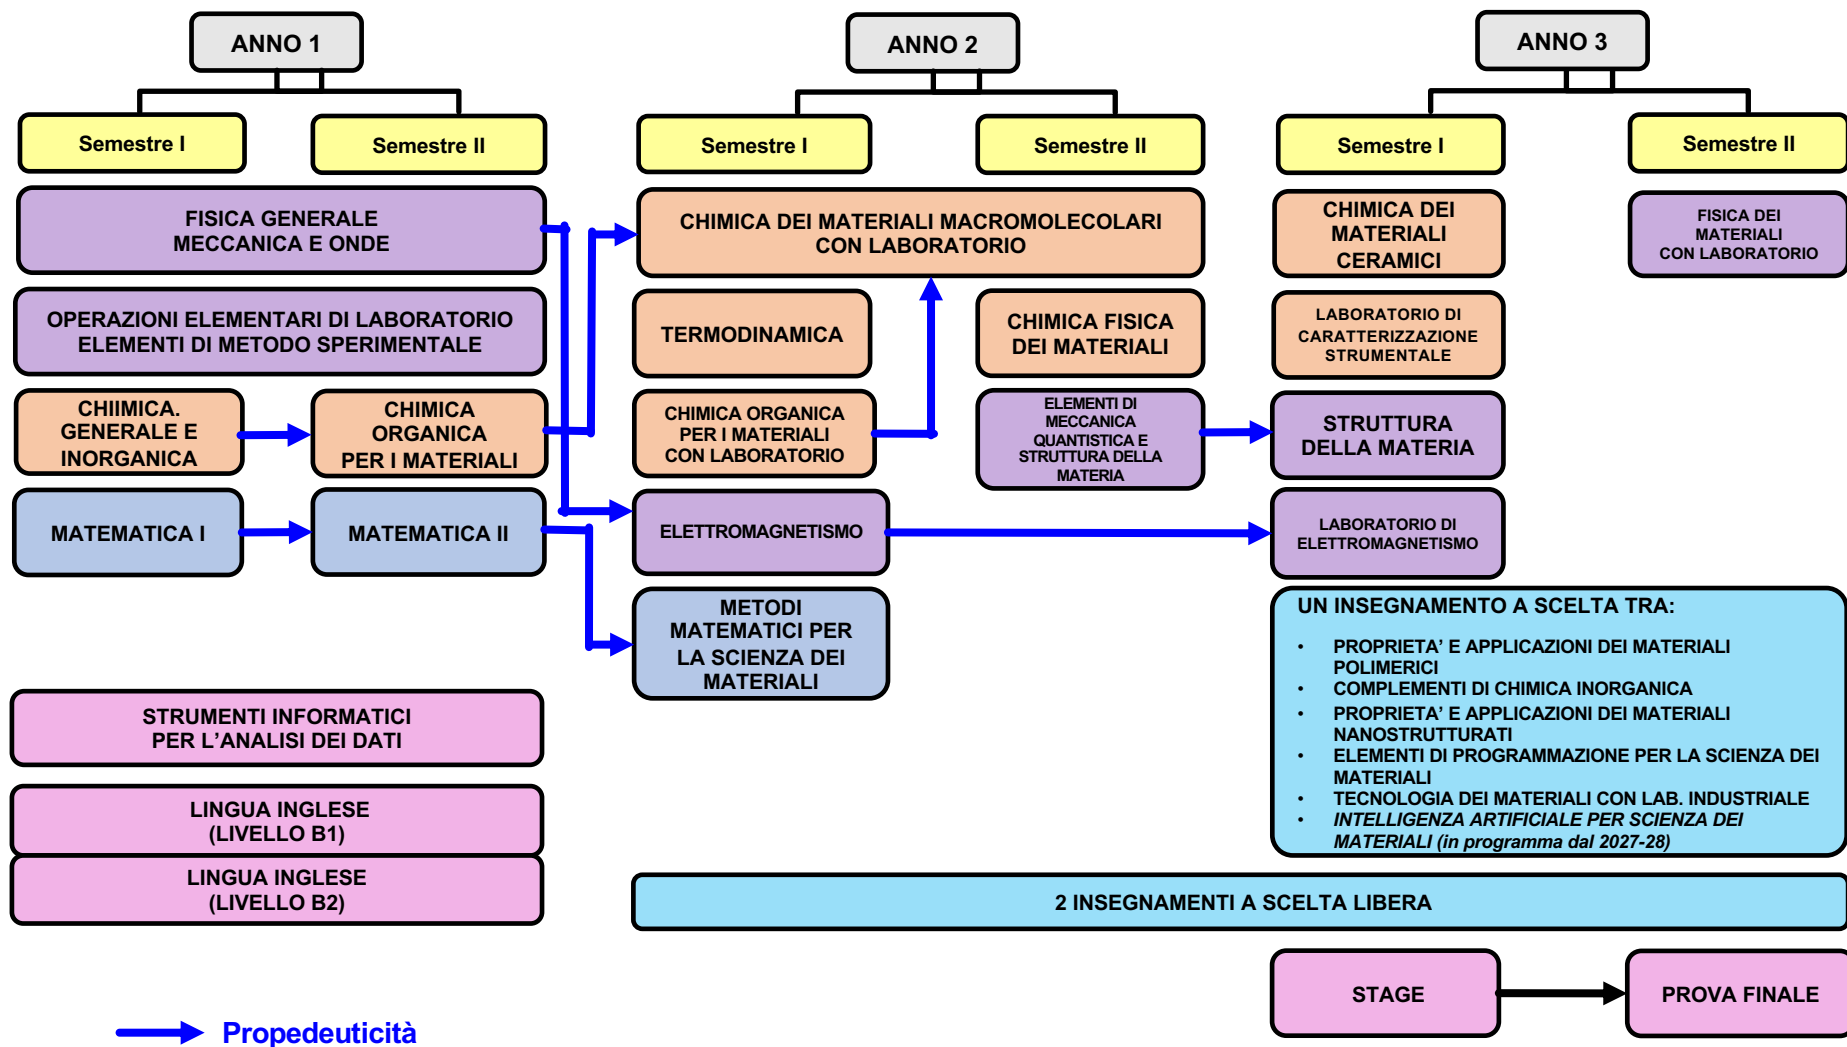 ANNO 1
ANNO 2
ANNO 3
Semestre I
Semestre II
Semestre I
Semestre II
Semestre I
Semestre II
FISICA GENERALE
MECCANICA E ONDE
CHIMICA DEI MATERIALI MACROMOLECOLARI
CON LABORATORIO
CHIMICA DEI
MATERIALI
CERAMICI
FISICA DEI
MATERIALI
CON LABORATORIO
OPERAZIONI ELEMENTARI DI LABORATORIO
ELEMENTI DI METODO SPERIMENTALE
TERMODINAMICA
CHIMICA FISICA
DEI MATERIALI
LABORATORIO DI
CARATTERIZZAZIONE
STRUMENTALE
CHIIMICA.
GENERALE E
INORGANICA
CHIMICA
ORGANICA
PER I MATERIALI
CHIMICA ORGANICA
PER I MATERIALI
CON LABORATORIO
ELEMENTI DI
MECCANICA
QUANTISTICA E
STRUTTURA DELLA
MATERIA
STRUTTURA
DELLA MATERIA
MATEMATICA I
MATEMATICA II
ELETTROMAGNETISMO
LABORATORIO DI
ELETTROMAGNETISMO
METODI
MATEMATICI PER
LA SCIENZA DEI
MATERIALI
UN INSEGNAMENTO A SCELTA TRA:
• PROPRIETA’ E APPLICAZIONI DEI MATERIALI
POLIMERICI
• COMPLEMENTI DI CHIMICA INORGANICA
• PROPRIETA’ E APPLICAZIONI DEI MATERIALI
NANOSTRUTTURATI
• ELEMENTI DI PROGRAMMAZIONE PER LA SCIENZA DEI
MATERIALI
• TECNOLOGIA DEI MATERIALI CON LAB. INDUSTRIALE
• INTELLIGENZA ARTIFICIALE PER SCIENZA DEI
MATERIALI (in programma dal 2027-28)
STRUMENTI INFORMATICI
PER L’ANALISI DEI DATI
LINGUA INGLESE
(LIVELLO B1)
LINGUA INGLESE
(LIVELLO B2)
2 INSEGNAMENTI A SCELTA LIBERA
STAGE
PROVA FINALE
Propedeuticità